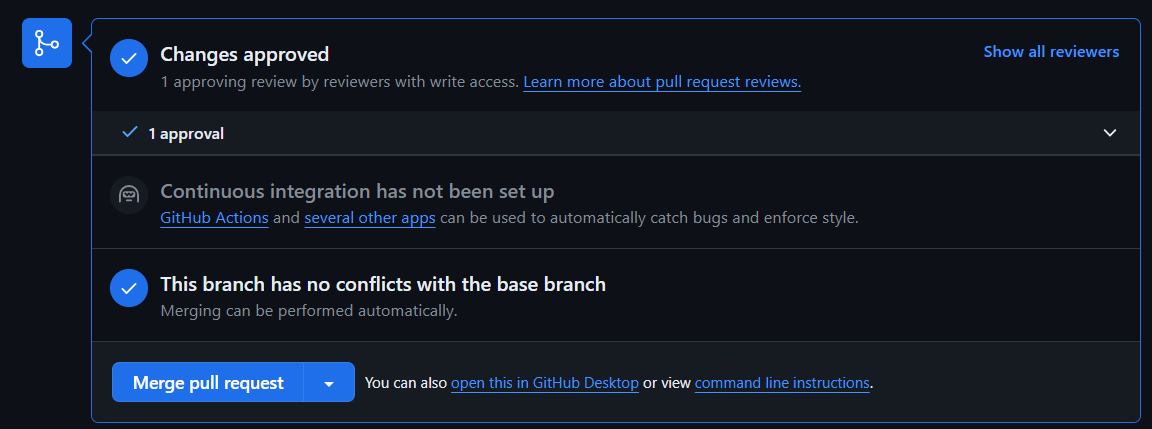 Changes approved
Show all reviewers
1 approving review by reviewers with write access. Learn more about pull request reviews.
1 approval
Continuous integration has not been set up
GitHub Actions and several other apps can be used to automatically catch bugs and enforce style.
This branch has no conflicts with the base branch
Merging can be performed automatically.
Merge pull request
You can also open this in GitHub Desktop or view command line instructions.